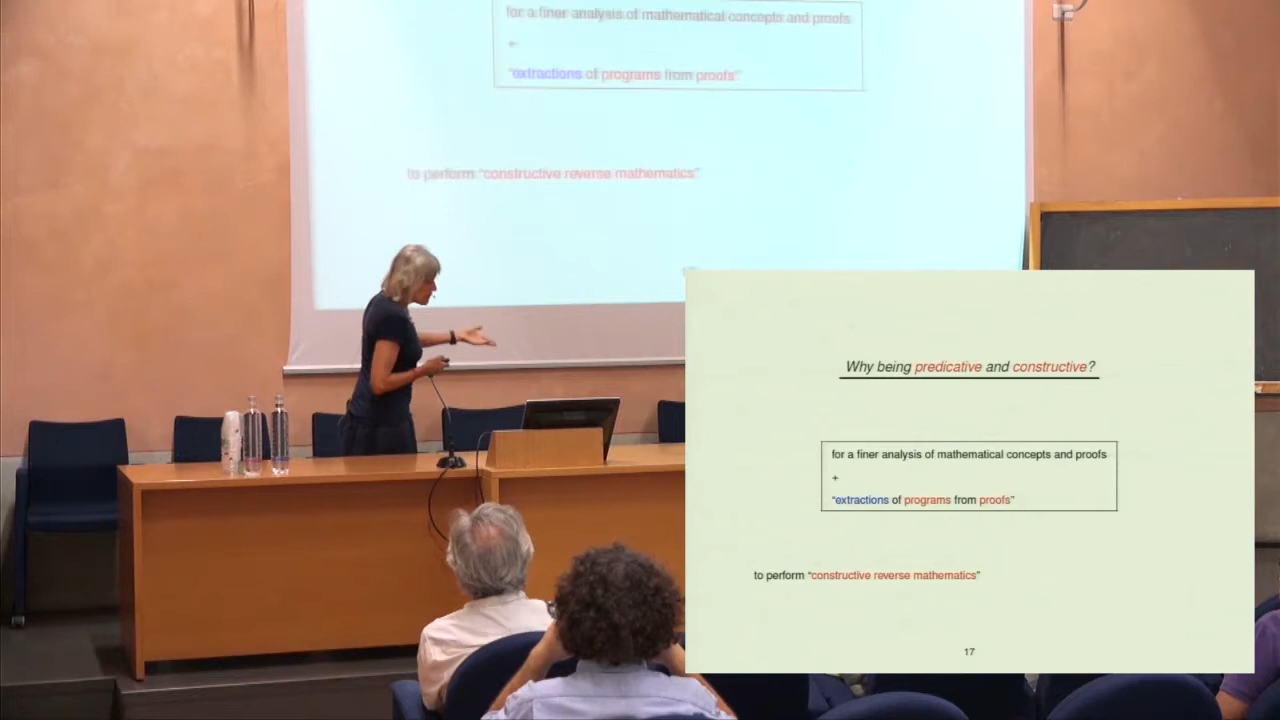 for a finer analysis of mathematical concepts and proofs
+
"extractions of programs from proofs"
to perform "constructive reverse mathematics"
Why being predicative and constructive?
for a finer analysis of mathematical concepts and proofs
+
"extractions of programs from proofs"
to perform "constructive reverse mathematics"
17